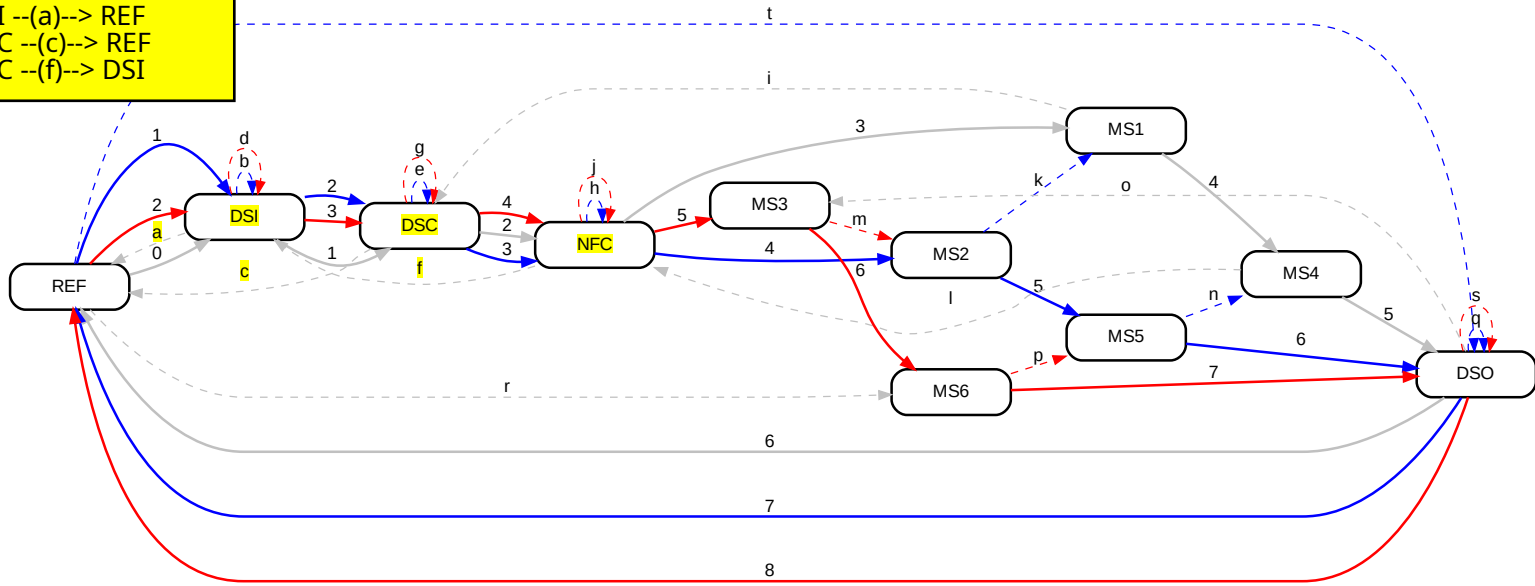 I --(a)--> REF
C --(c)--> REF
C --(f)--> DSI
t
i
1
d
b
g
e
j
h
3
MS1
2
2
3
4
2
3
5
MS3
m
k
o
4
a
0
DSI
DSC
NFC
4
MS2
MS4
c
1
f
6
l
5
n
5
REF
MS5
6
s
q
r
p
MS6
7
DSO
6
7
8